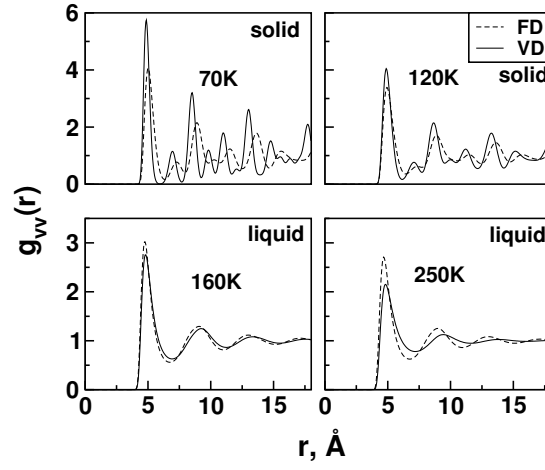 6
4
2
0
solid
70K
FD
VD
120K
solid
g_vv(r)
3
2
1
0
liquid
160K
liquid
250K
0 5 10 15 0 5 10 15
r, Å